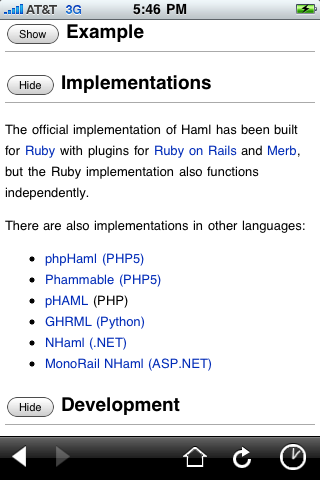 AT&T 3G 5:46 PM
Show Example
Hide Implementations
The official implementation of Haml has been built
for Ruby with plugins for Ruby on Rails and Merb,
but the Ruby implementation also functions
independently.
There are also implementations in other languages:
• phpHaml (PHP5)
• Phammable (PHP5)
• pHAML (PHP)
• GHRML (Python)
• NHaml (.NET)
• MonoRail NHaml (ASP.NET)
Hide Development